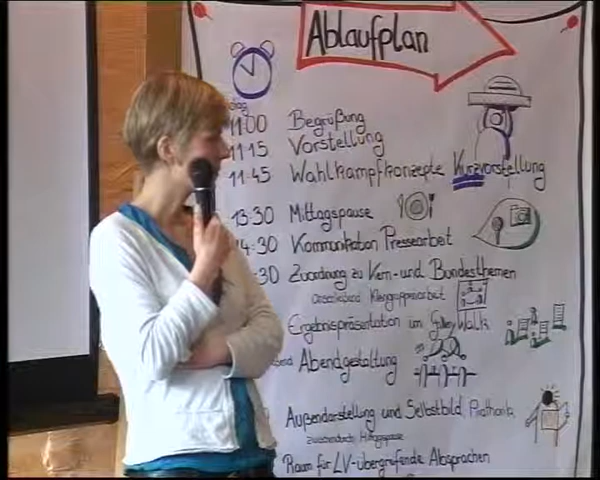 Ablaufplan
11.00 Begrüßung
11.15 Vorstellung
11.45 Wahlkampfkonzepte Kurzvorstellung
13.30 Mittagspause
Kommunikation Pressearbeit
Zuordnung zu Kern-und Bundesthemen
Kleingruppenarbeit
Ergebnispräsentation im Gallery Walk
Abendgestaltung
Außendarstellung und Selbstbild
Raum für LV-übergreifende Absprachen